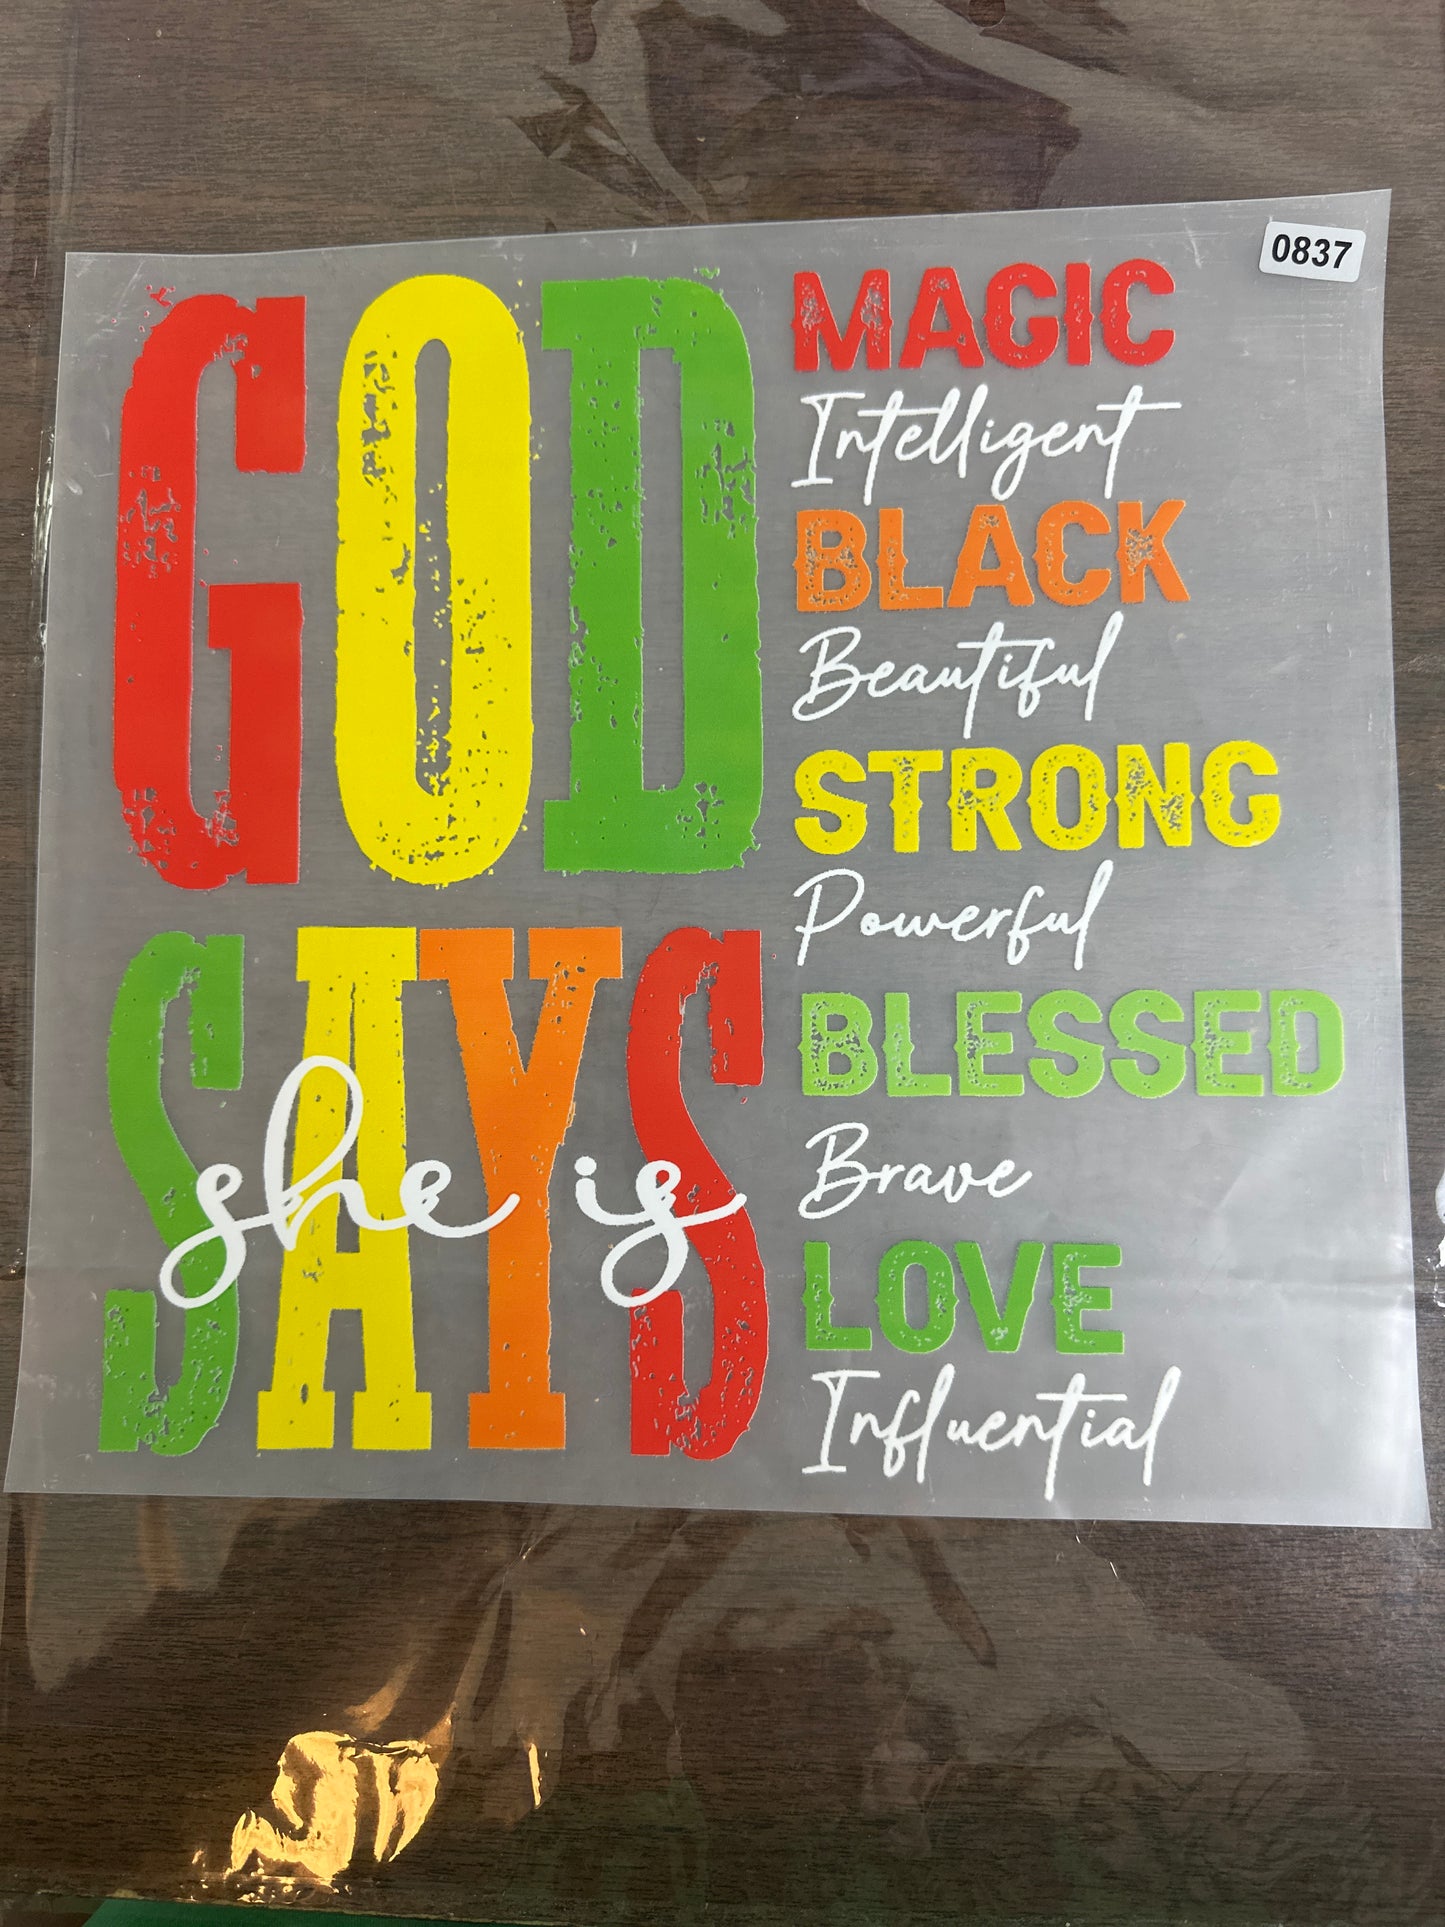 GOD
SAYS
she is
MAGIC
Intelligent
BLACK
Beautiful
STRONG
Powerful
BLESSED
Brave
LOVE
Influential
0837